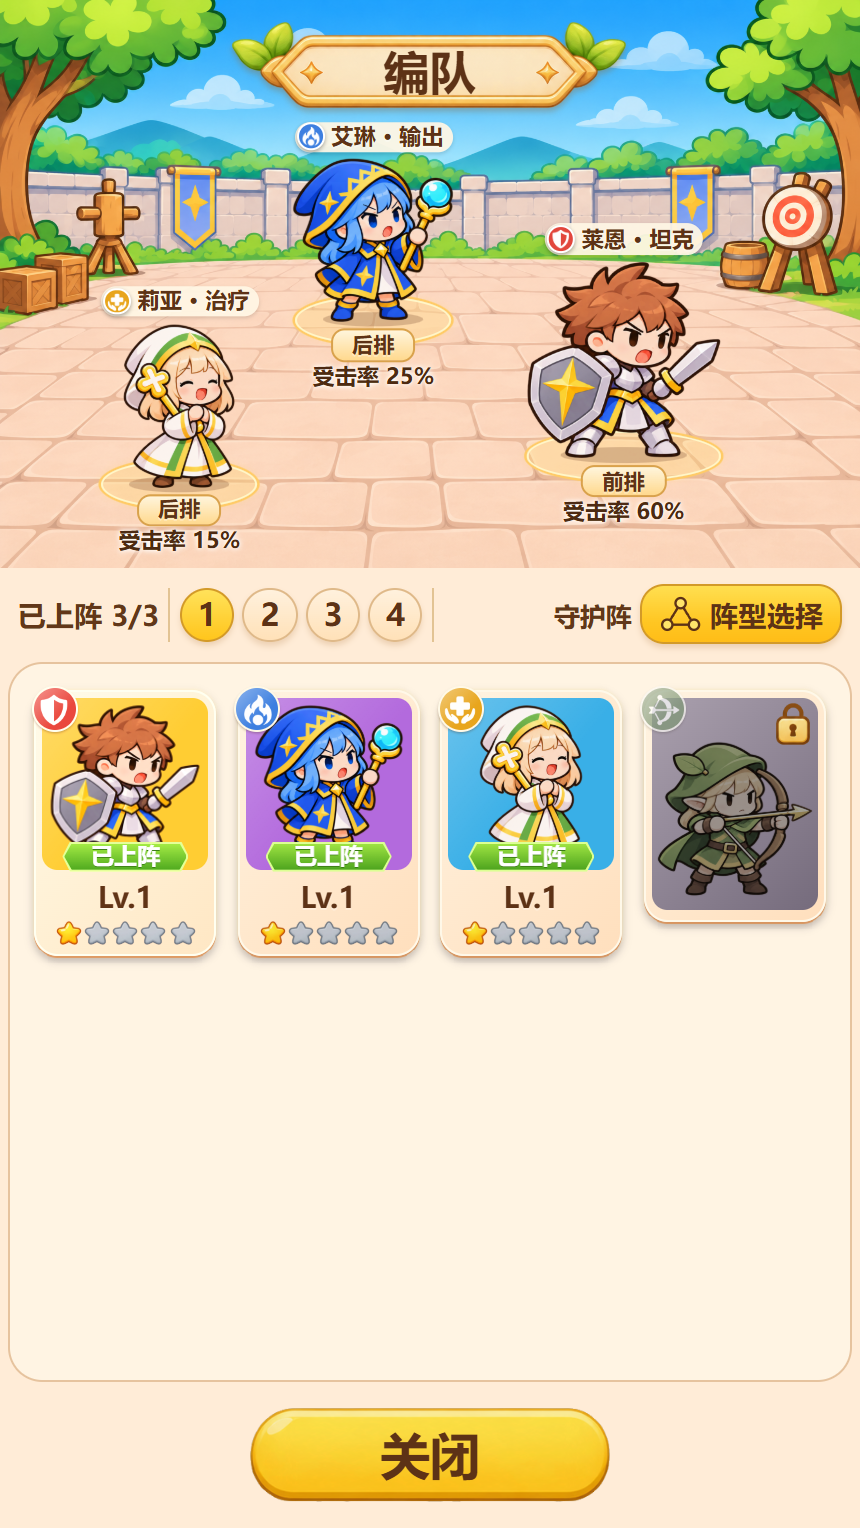 编队
艾琳·输出
莱恩·坦克
莉亚·治疗
后排
受击率 25%
前排
受击率 60%
后排
受击率 15%
已上阵 3/3
1
2
3
4
守护阵
阵型选择
已上阵
已上阵
已上阵
Lv.1
Lv.1
Lv.1
关闭